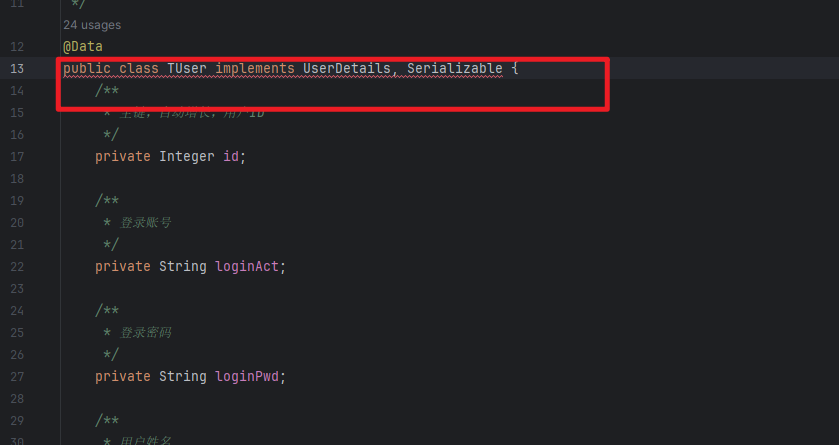 11 */
24 usages
12 @Data
13 public class TUser implements UserDetails, Serializable {
14 /**
15 * 主键，自动增长，用户ID
16 */
17 private Integer id;
18
19 /**
20 * 登录账号
21 */
22 private String loginAct;
23
24 /**
25 * 登录密码
26 */
27 private String loginPwd;
28
29 /**
30 * 用户姓名